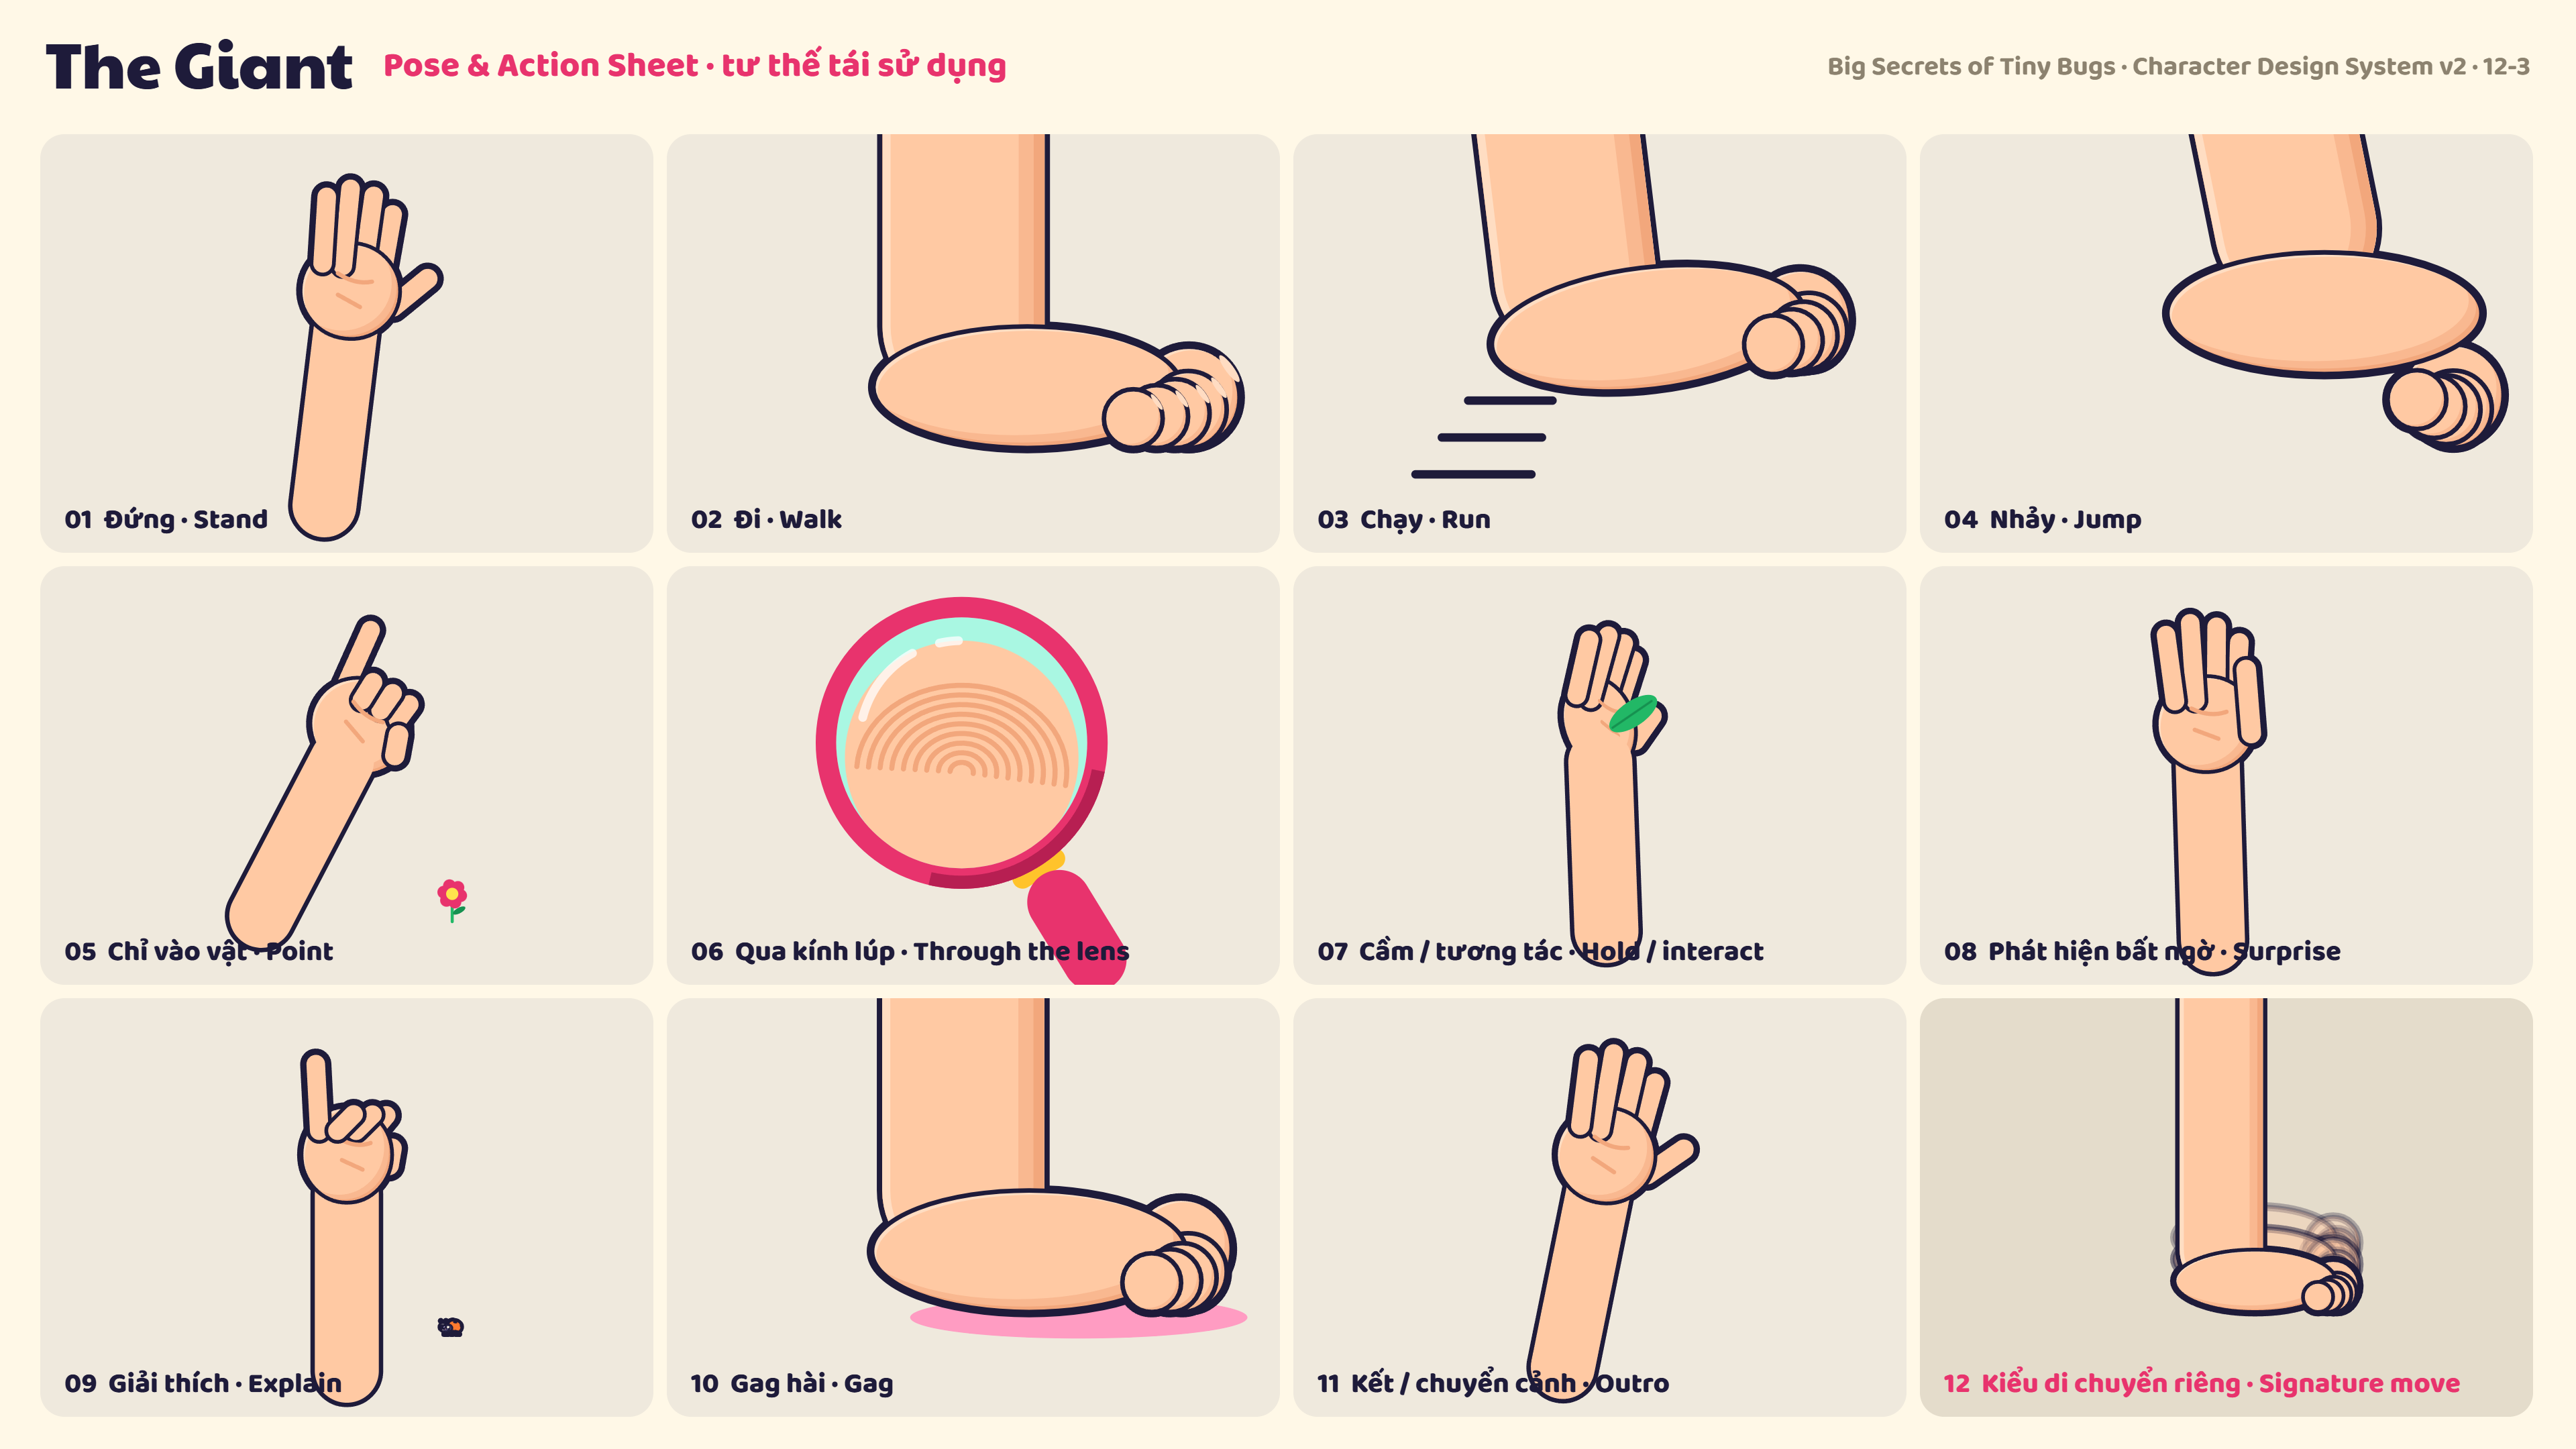 The Giant
Pose & Action Sheet · tư thế tái sử dụng
Big Secrets of Tiny Bugs · Character Design System v2 · 12-3
01 Đứng · Stand
02 Đi · Walk
03 Chạy · Run
04 Nhảy · Jump
05 Chỉ vào vật · Point
06 Qua kính lúp · Through the lens
07 Cầm / tương tác · Hold / interact
08 Phát hiện bất ngờ · Surprise
09 Giải thích · Explain
10 Gag hài · Gag
11 Kết / chuyển cảnh · Outro
12 Kiểu di chuyển riêng · Signature move